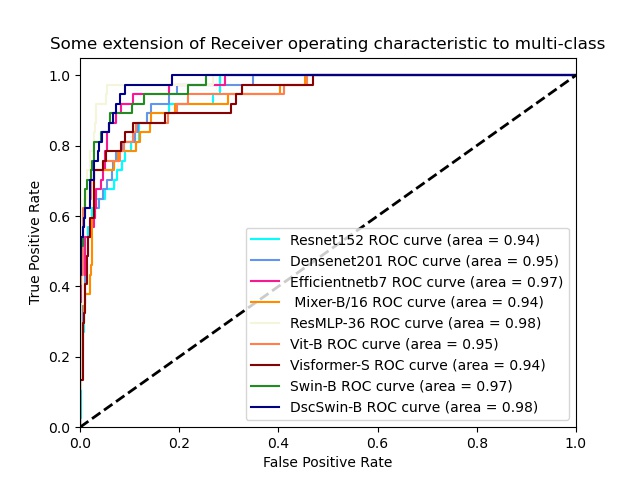 Some extension of Receiver operating characteristic to multi-class
1.0
0.8
0.6
0.4
0.2
0.0
True Positive Rate
Resnet152 ROC curve (area = 0.94)
Densenet201 ROC curve (area = 0.95)
Efficientnetb7 ROC curve (area = 0.97)
Mixer-B/16 ROC curve (area = 0.94)
ResMLP-36 ROC curve (area = 0.98)
Vit-B ROC curve (area = 0.95)
Visformer-S ROC curve (area = 0.94)
Swin-B ROC curve (area = 0.97)
DscSwin-B ROC curve (area = 0.98)
0.0 0.2 0.4 0.6 0.8 1.0
False Positive Rate